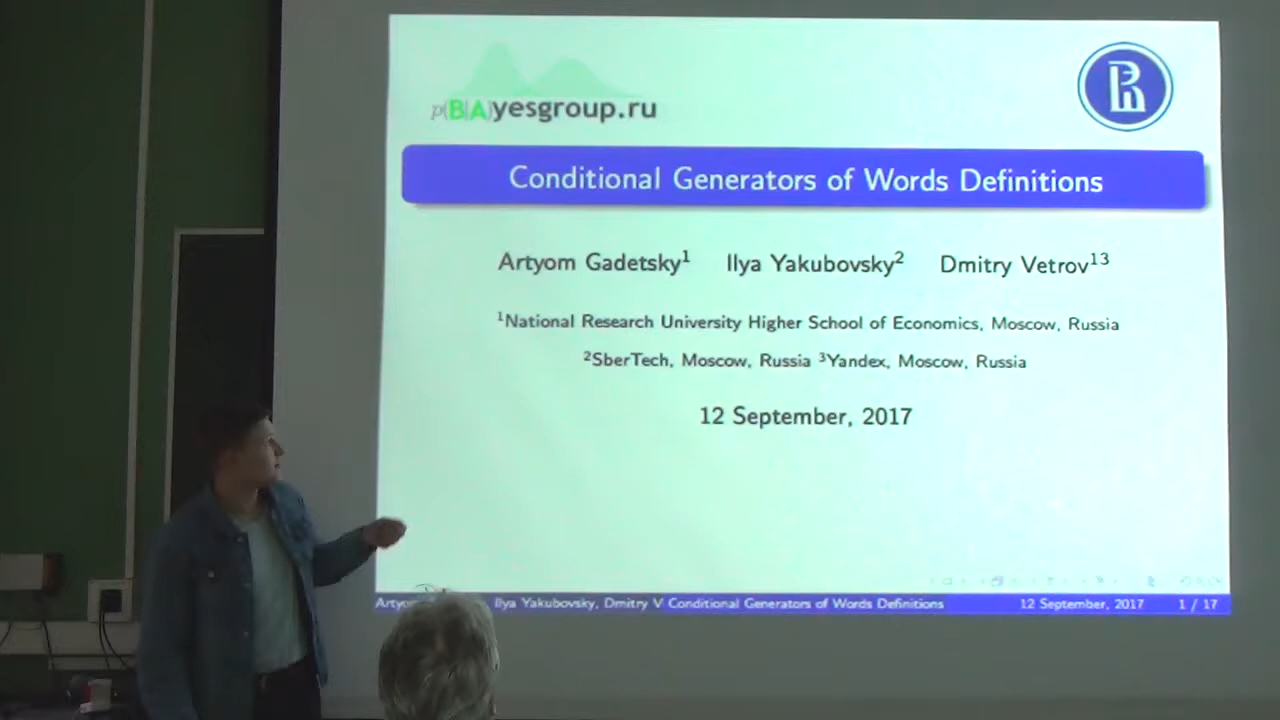 p(B|A)yesgroup.ru
Conditional Generators of Words Definitions
Artyom Gadetsky¹ Ilya Yakubovsky² Dmitry Vetrov¹³
¹National Research University Higher School of Economics, Moscow, Russia
²SberTech, Moscow, Russia ³Yandex, Moscow, Russia
12 September, 2017
Ilya Yakubovsky, Dmitry V Conditional Generators of Words Definitions 12 September, 2017 1 / 17